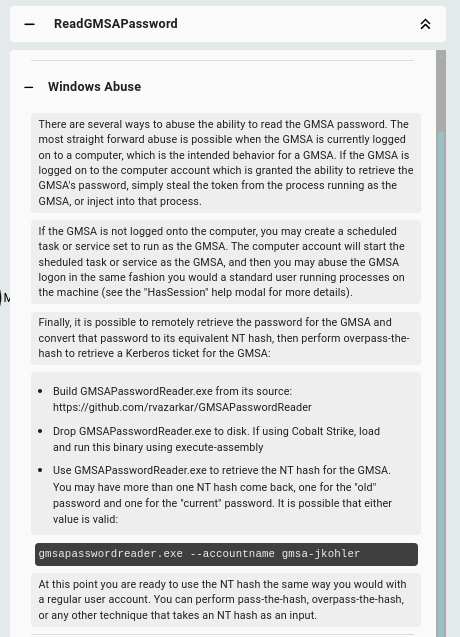 ReadGMSAPassword
Windows Abuse
There are several ways to abuse the ability to read the GMSA password. The
most straight forward abuse is possible when the GMSA is currently logged
on to a computer, which is the intended behavior for a GMSA. If the GMSA is
logged on to the computer account which is granted the ability to retrieve the
GMSA's password, simply steal the token from the process running as the
GMSA, or inject into that process.
If the GMSA is not logged onto the computer, you may create a scheduled
task or service set to run as the GMSA. The computer account will start the
sheduled task or service as the GMSA, and then you may abuse the GMSA
logon in the same fashion you would a standard user running processes on
the machine (see the "HasSession" help modal for more details).
Finally, it is possible to remotely retrieve the password for the GMSA and
convert that password to its equivalent NT hash, then perform overpass-the-
hash to retrieve a Kerberos ticket for the GMSA:
• Build GMSAPasswordReader.exe from its source:
https://github.com/rvazarkar/GMSAPasswordReader
• Drop GMSAPasswordReader.exe to disk. If using Cobalt Strike, load
and run this binary using execute-assembly
• Use GMSAPasswordReader.exe to retrieve the NT hash for the GMSA.
You may have more than one NT hash come back, one for the "old"
password and one for the "current" password. It is possible that either
value is valid:
gmsapasswordreader.exe --accountname gmsa-jkohler
At this point you are ready to use the NT hash the same way you would with
a regular user account. You can perform pass-the-hash, overpass-the-hash,
or any other technique that takes an NT hash as an input.